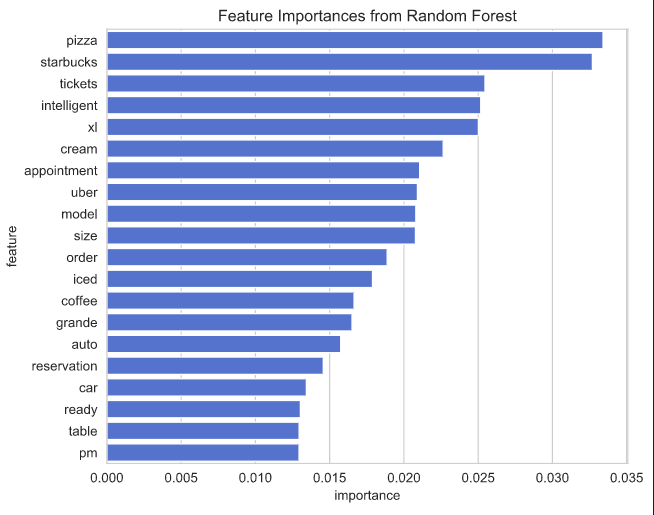 Feature Importances from Random Forest
feature
pizza
starbucks
tickets
intelligent
xl
cream
appointment
uber
model
size
order
iced
coffee
grande
auto
reservation
car
ready
table
pm
0.000 0.005 0.010 0.015 0.020 0.025 0.030 0.035
importance